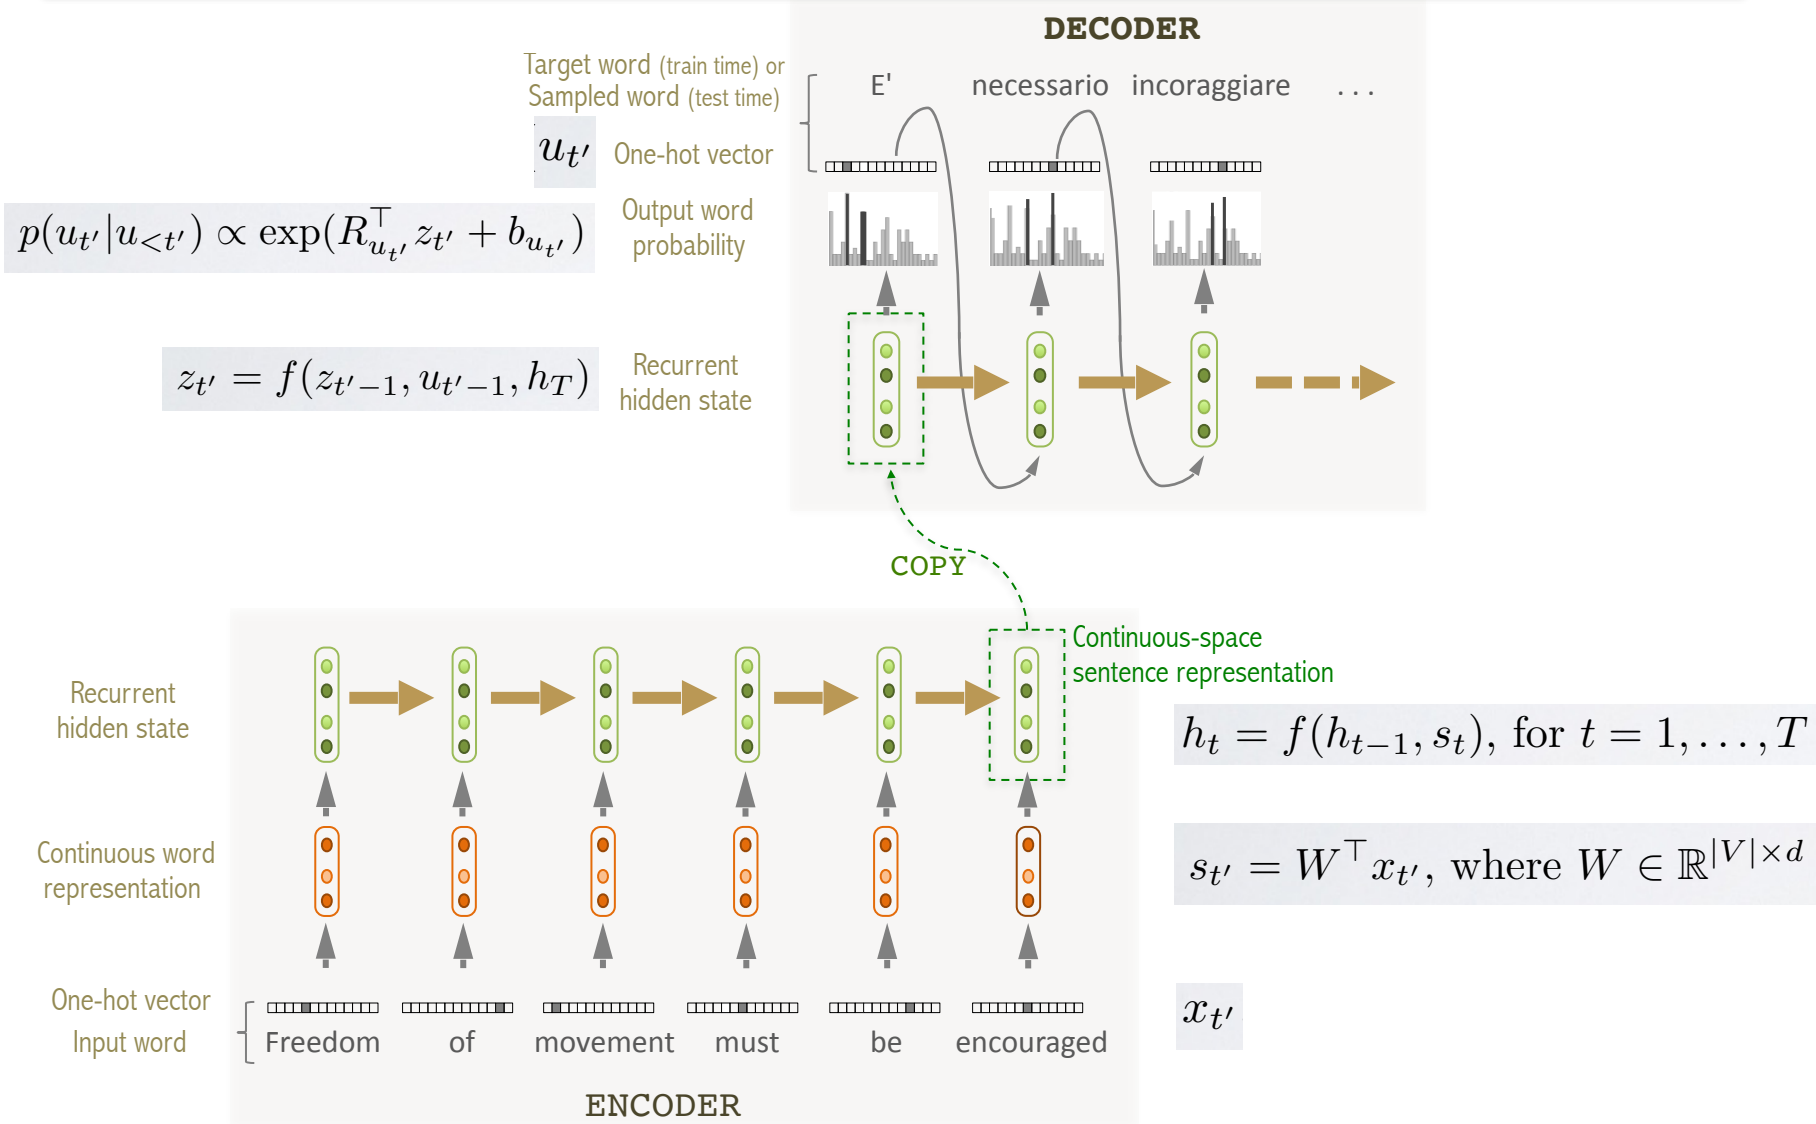 DECODER
Target word (train time) or
Sampled word (test time)
E' necessario incoraggiare . . .
u_{t'} One-hot vector
p(u_{t'}|u_{<t'}) ∝ exp(R^⊤_{u_{t'}} z_{t'} + b_{u_{t'}})
Output word
probability
z_{t'} = f(z_{t'−1}, u_{t'−1}, h_T)
Recurrent
hidden state
COPY
Continuous-space
sentence representation
Recurrent
hidden state
h_t = f(h_{t−1}, s_t), for t = 1, . . . , T
Continuous word
representation
s_{t'} = W^⊤ x_{t'}, where W ∈ ℝ^{|V|×d}
One-hot vector
x_{t'}
Input word
Freedom of movement must be encouraged
ENCODER